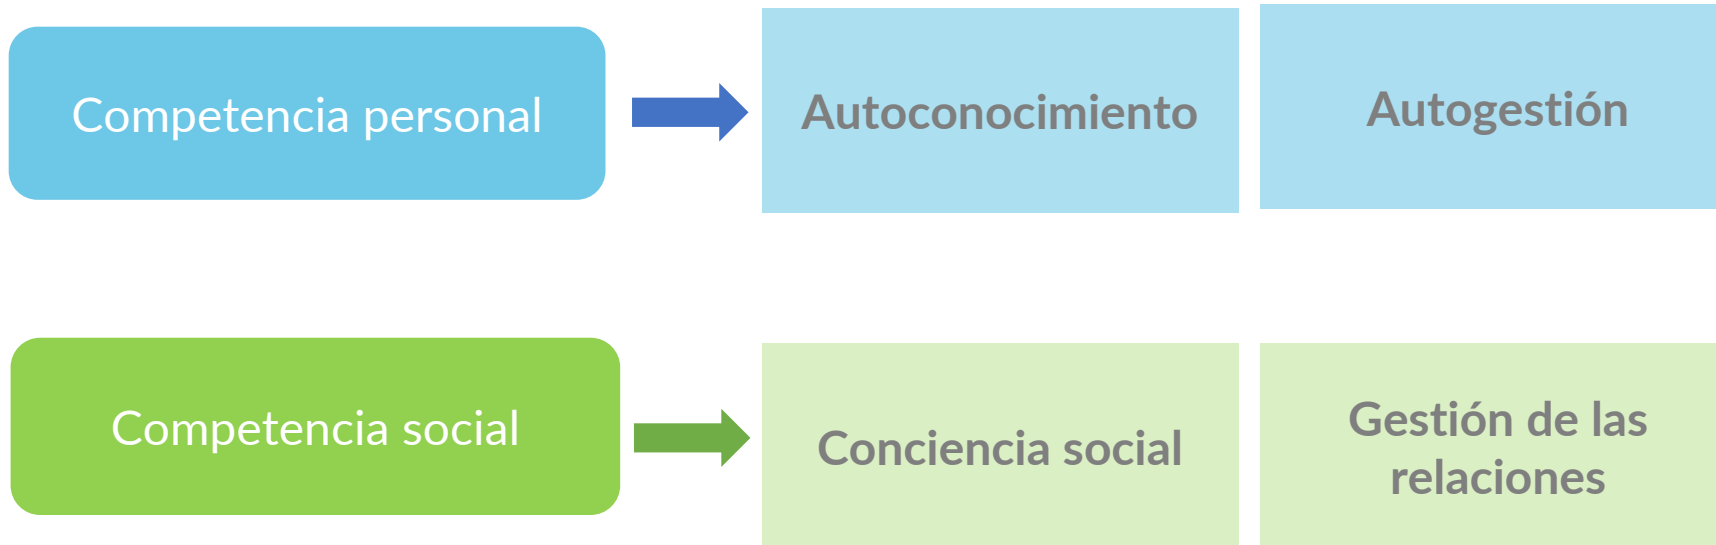 Competencia personal
Autoconocimiento
Autogestión
Competencia social
Conciencia social
Gestión de las
relaciones